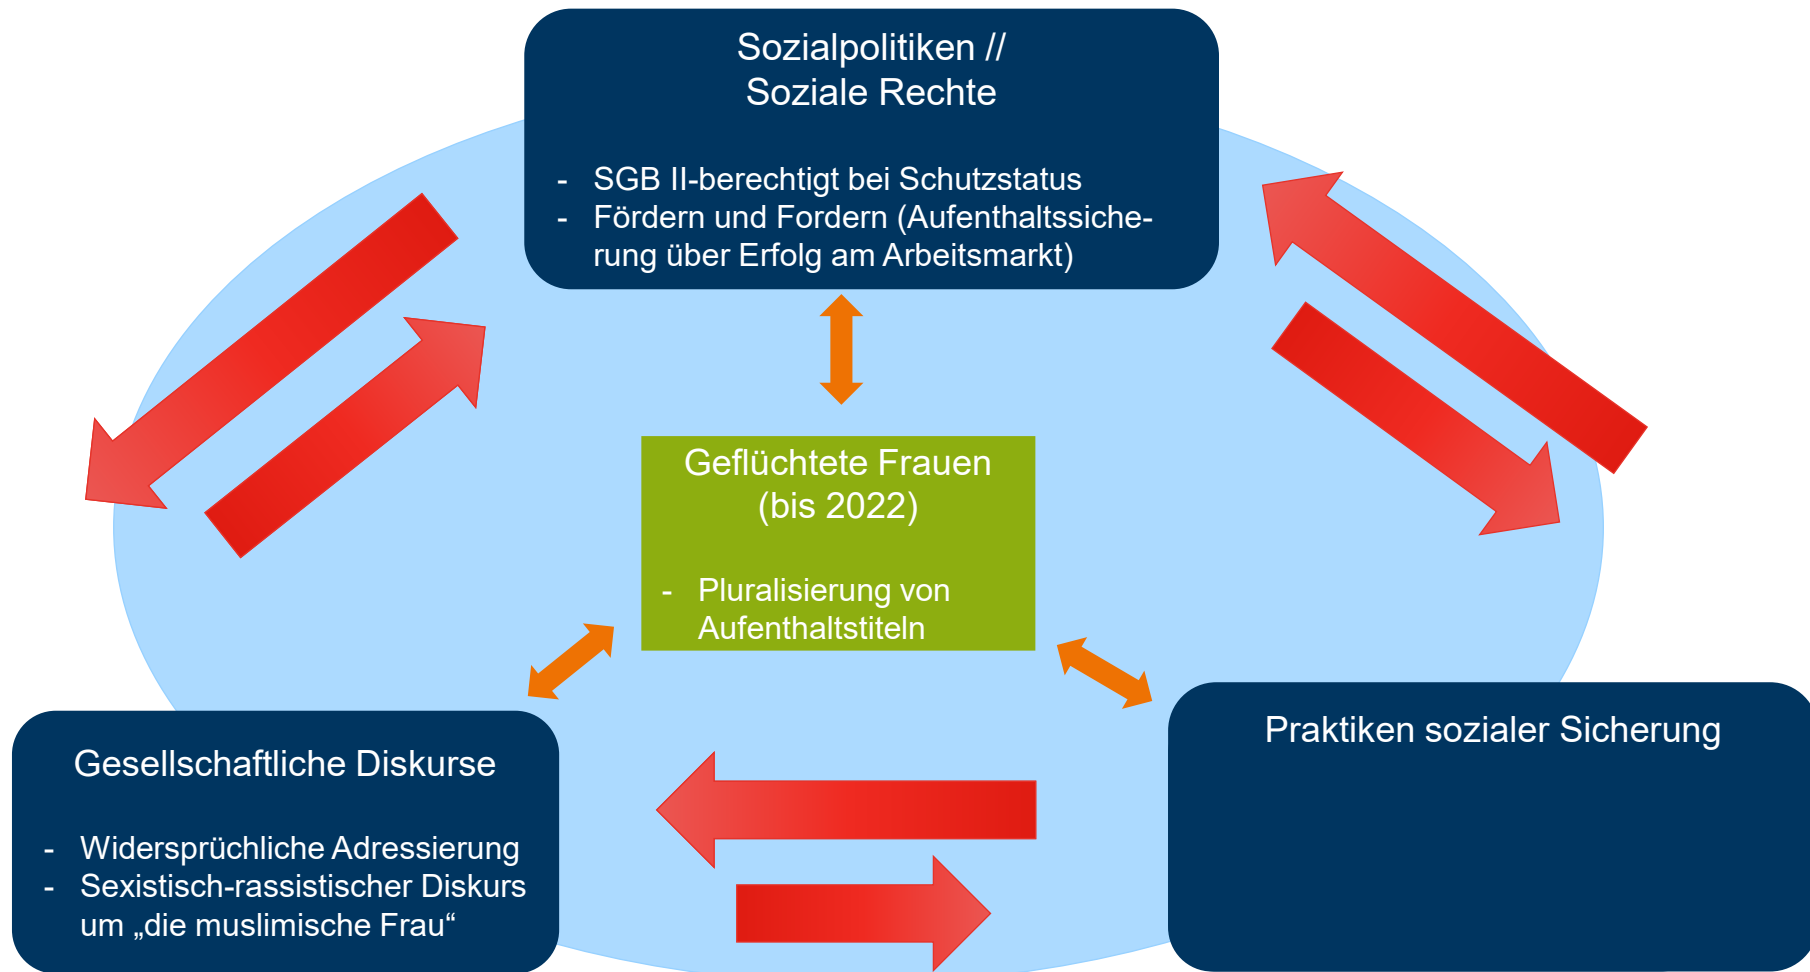 Sozialpolitiken //
Soziale Rechte
- SGB II-berechtigt bei Schutzstatus
- Fördern und Fordern (Aufenthaltssiche-
rung über Erfolg am Arbeitsmarkt)
Geflüchtete Frauen
(bis 2022)
- Pluralisierung von
Aufenthaltstiteln
Gesellschaftliche Diskurse
- Widersprüchliche Adressierung
- Sexistisch-rassistischer Diskurs
um „die muslimische Frau“
Praktiken sozialer Sicherung